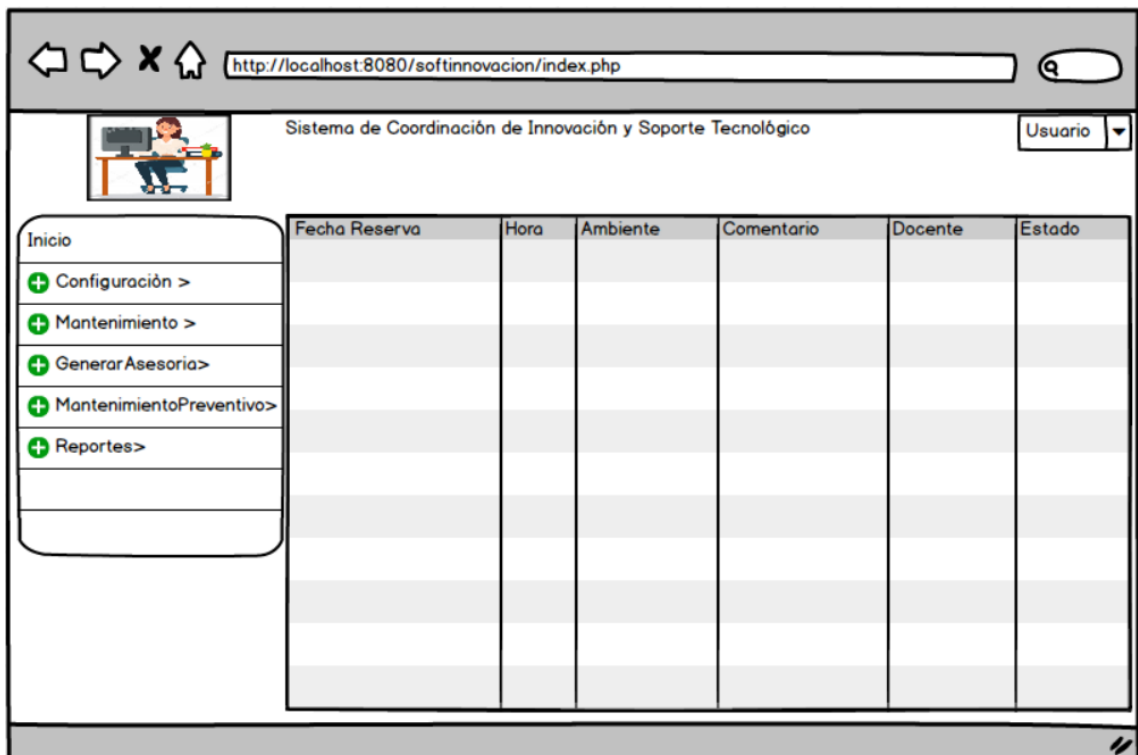 http://localhost:8080/softinnovacion/index.php
Sistema de Coordinación de Innovación y Soporte Tecnológico
Usuario
Inicio
Configuración >
Mantenimiento >
GenerarAsesoria>
MantenimientoPreventivo>
Reportes>
Fecha Reserva Hora Ambiente Comentario Docente Estado